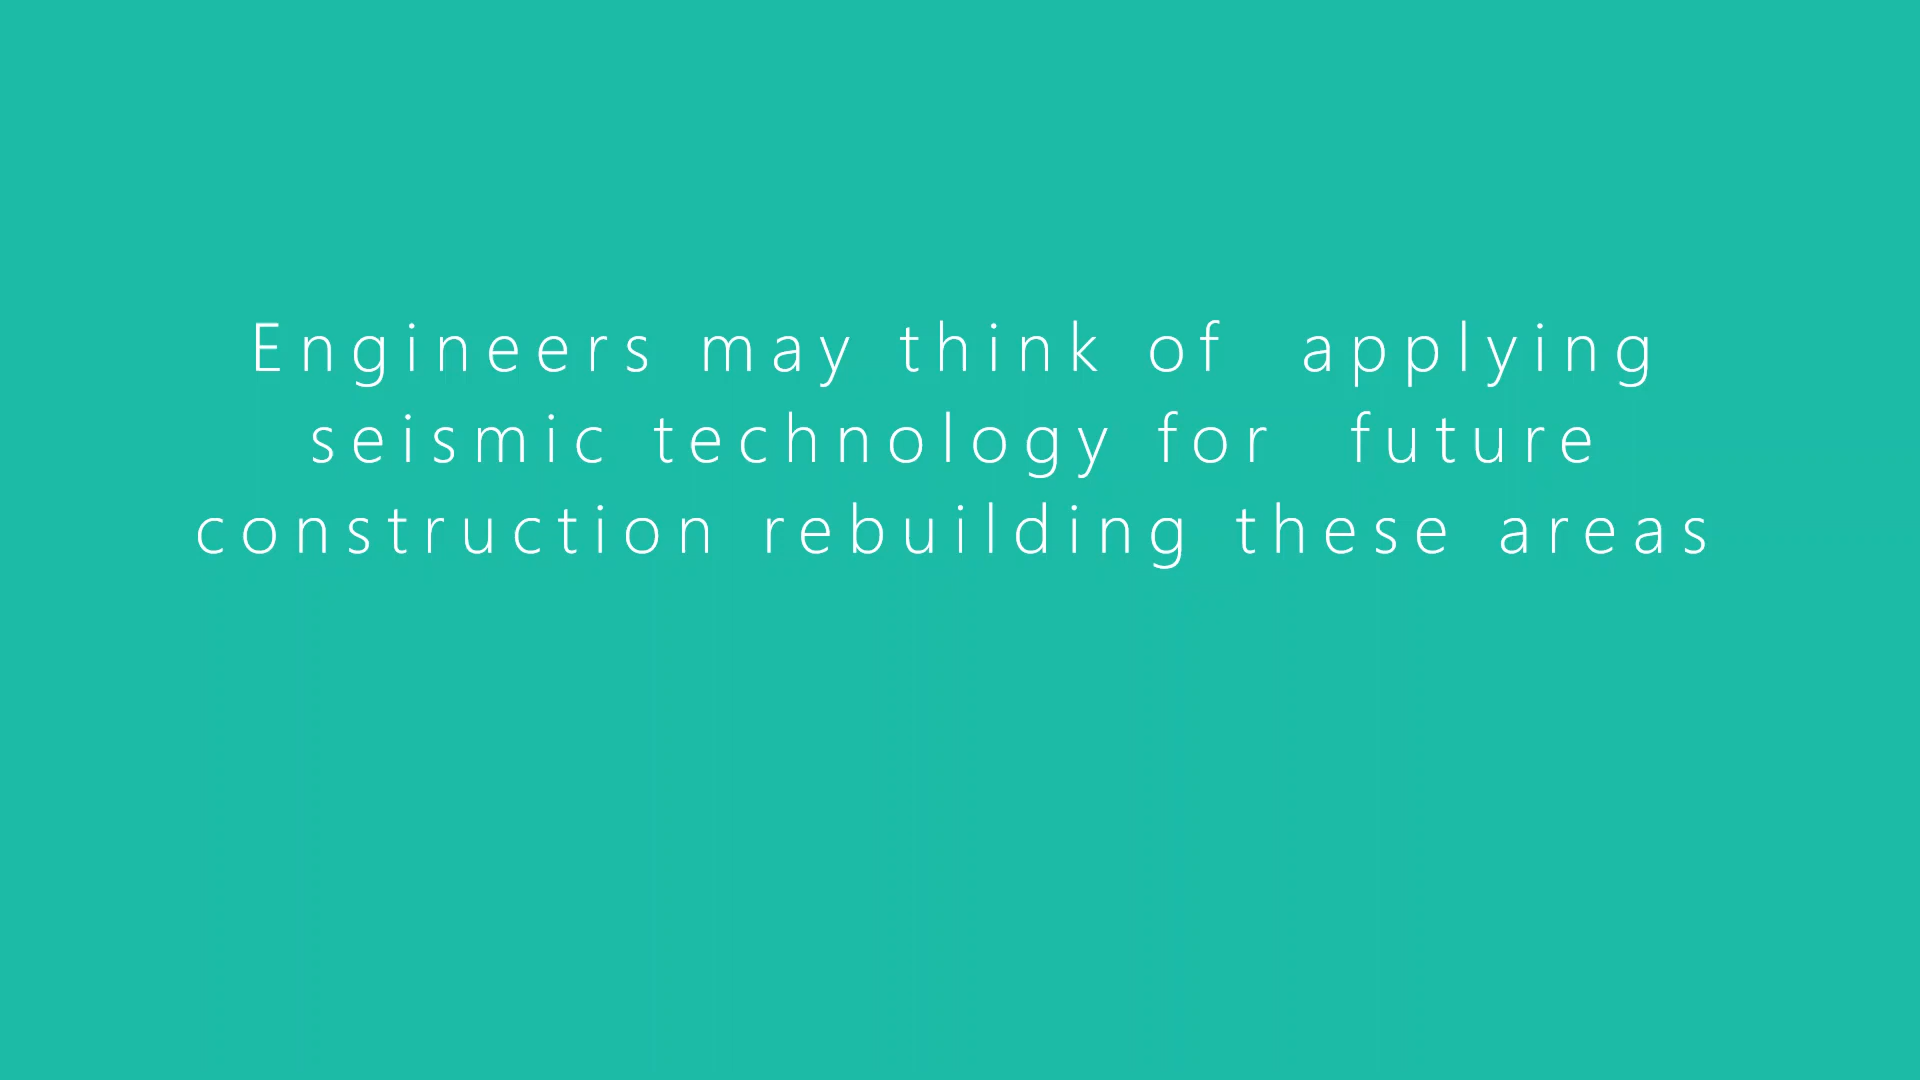 Engineers may think of  applying
seismic technology for  future
construction rebuilding these areas